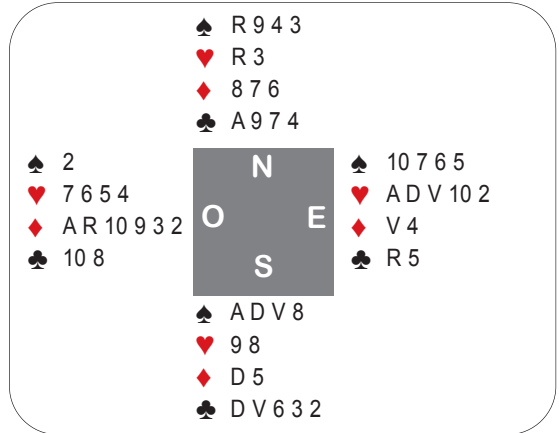 ♠ R 9 4 3
♥ R 3
♦ 8 7 6
♣ A 9 7 4
♠ 2
♥ 7 6 5 4
♦ A R 10 9 3 2
♣ 10 8
N
O E
S
♠ 10 7 6 5
♥ A D V 10 2
♦ V 4
♣ R 5
♠ A D V 8
♥ 9 8
♦ D 5
♣ D V 6 3 2